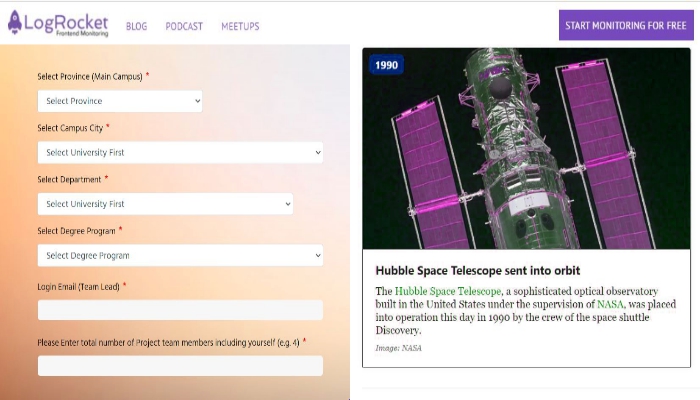 LogRocket
Frontend Monitoring
BLOG
PODCAST
MEETUPS
START MONITORING FOR FREE
Select Province (Main Campus) *
Select Province
Select Campus City *
Select University First
Select Department *
Select University First
Select Degree Program *
Select Degree Program
Login Email (Team Lead) *
Please Enter total number of Project team members including yourself (e.g. 4) *
1990
Hubble Space Telescope sent into orbit
The Hubble Space Telescope, a sophisticated optical observatory
built in the United States under the supervision of NASA, was placed
into operation this day in 1990 by the crew of the space shuttle
Discovery.
Image: NASA